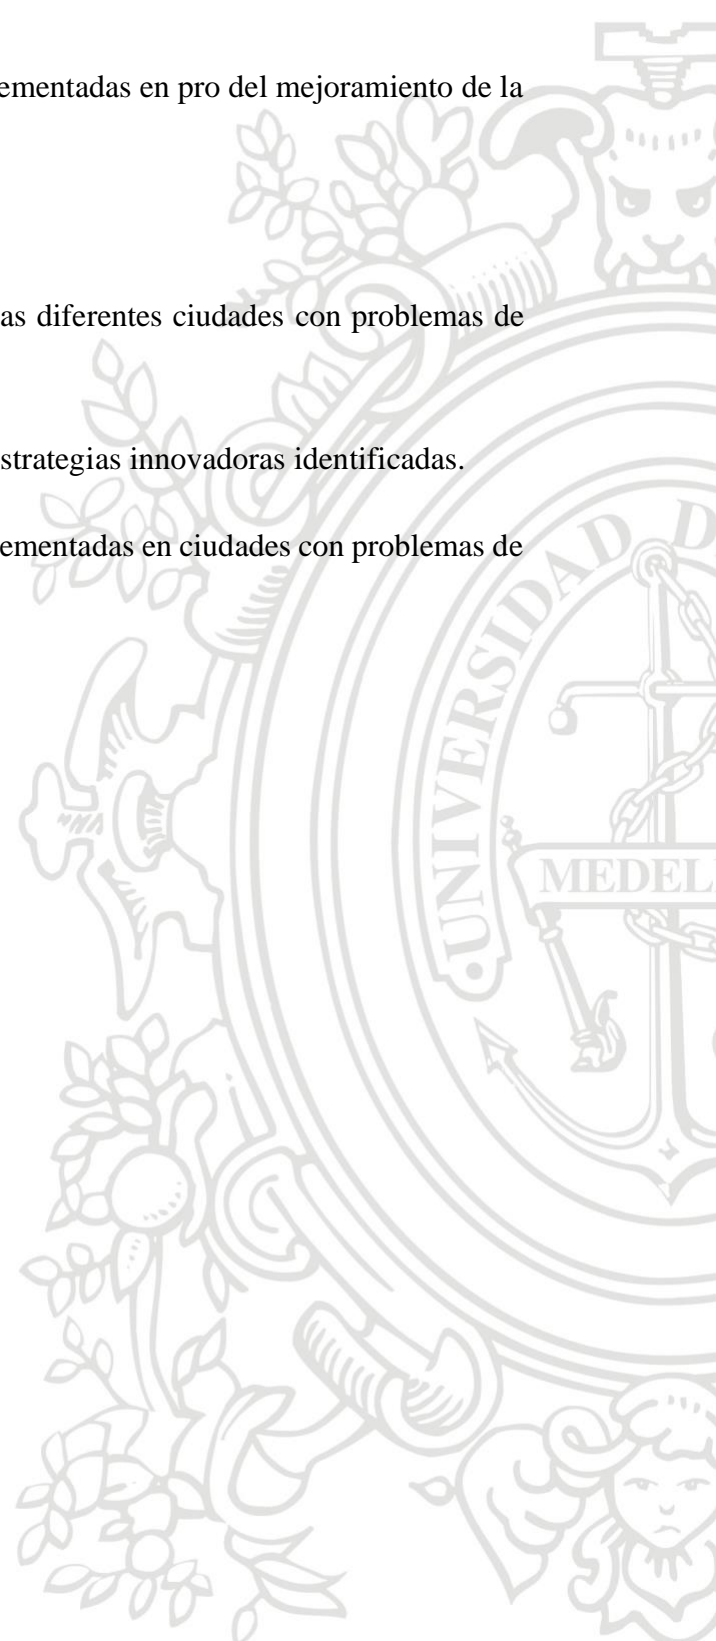 ementadas en pro del mejoramiento de la
as diferentes ciudades con problemas de
strategias innovadoras identificadas.
ementadas en ciudades con problemas de
UNIVERSIDAD D
MEDEL